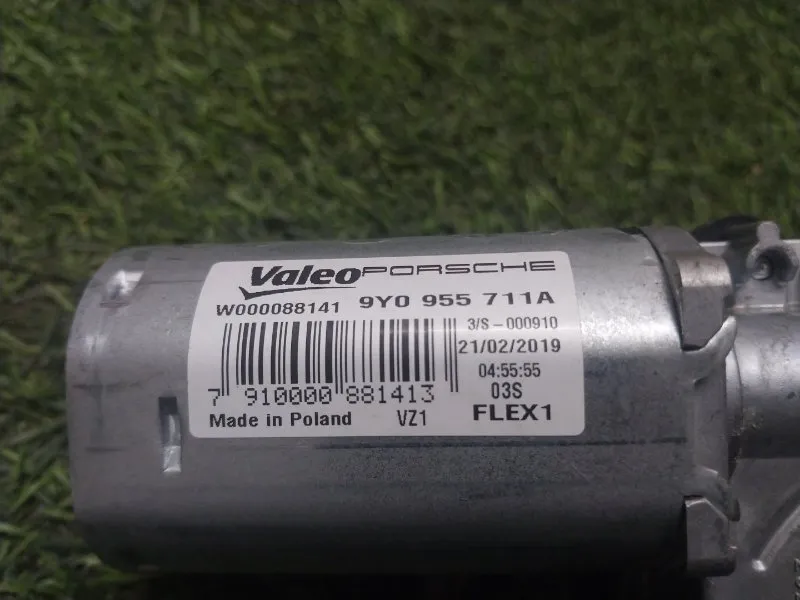 Valeo PORSCHE
W000088141 9Y0 955 711A
3/S-000910
21/02/2019
04:55:55
7 910000 881413 03S
Made in Poland VZ1 FLEX1